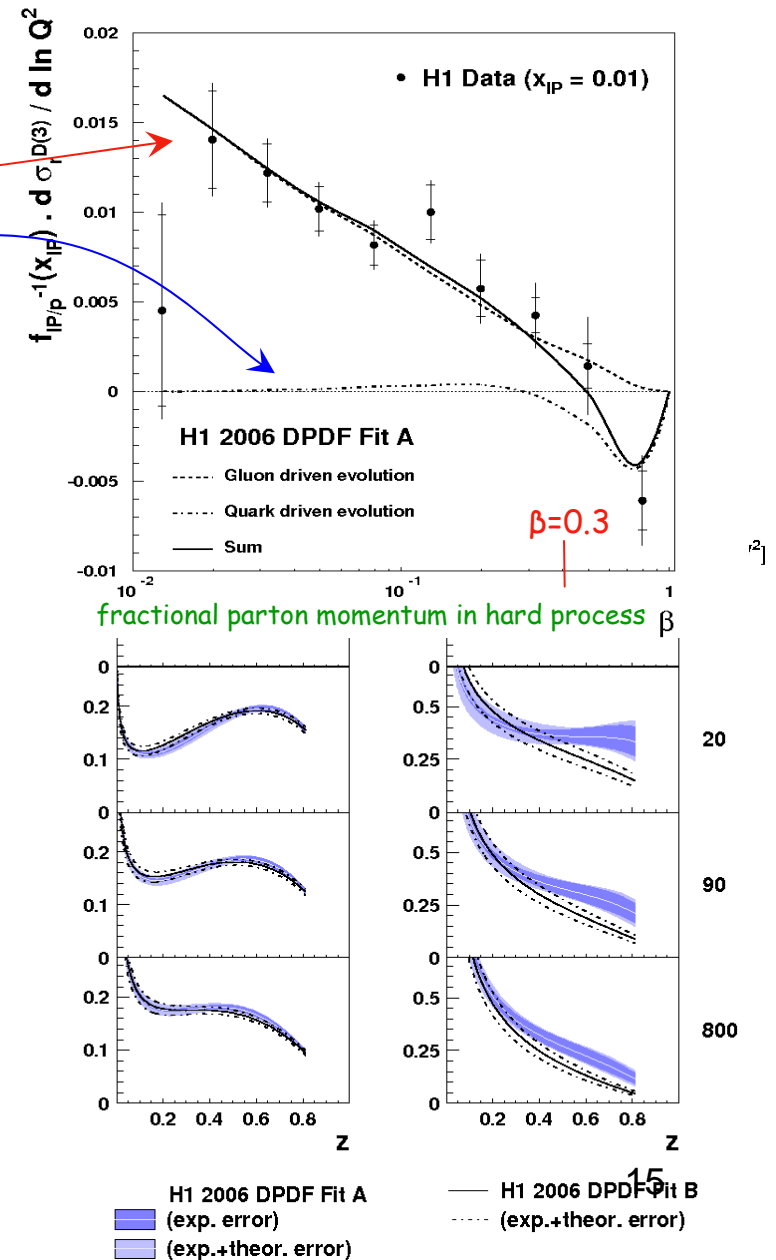 f_IP/p^-1(x_IP) . d σ_r^D(3) / d ln Q^2
0.02
0.015
0.01
0.005
0
-0.005
-0.01
H1 Data (x_IP = 0.01)
H1 2006 DPDF Fit A
Gluon driven evolution
Quark driven evolution
Sum
β=0.3
10^-2
10^-1
1
²]
fractional parton momentum in hard process β
0
0.2
0.1
0
0.2
0.1
0
0.2
0.1
0
0
0.5
0.25
0
0.5
0.25
0
0.5
0.25
0
20
90
800
0.2 0.4 0.6 0.8
z
0.2 0.4 0.6 0.8
z
15
H1 2006 DPDF Fit A
(exp. error)
(exp.+theor. error)
H1 2006 DPDF Fit B
(exp.+theor. error)